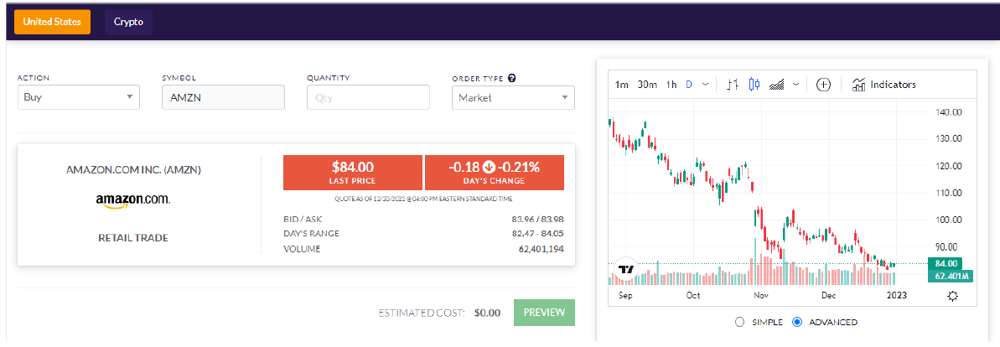 United States
Crypto
ACTION
SYMBOL
QUANTITY
ORDER TYPE ?
Buy
AMZN
Qty
Market
AMAZON.COM INC. (AMZN)
amazon.com.
RETAIL TRADE
$84.00
LAST PRICE
-0.18 -0.21%
DAY'S CHANGE
QUOTE AS OF 12/30/2022 @ 04:00 PM EASTERN STANDARD TIME
BID / ASK 83.96 / 83.98
DAY'S RANGE 82.47 - 84.05
VOLUME 62,401,194
ESTIMATED COST: $0.00
PREVIEW
1m 30m 1h D
Indicators
140.00
130.00
120.00
110.00
100.00
90.00
84.00
62.401M
Sep Oct Nov Dec 2023
SIMPLE ADVANCED